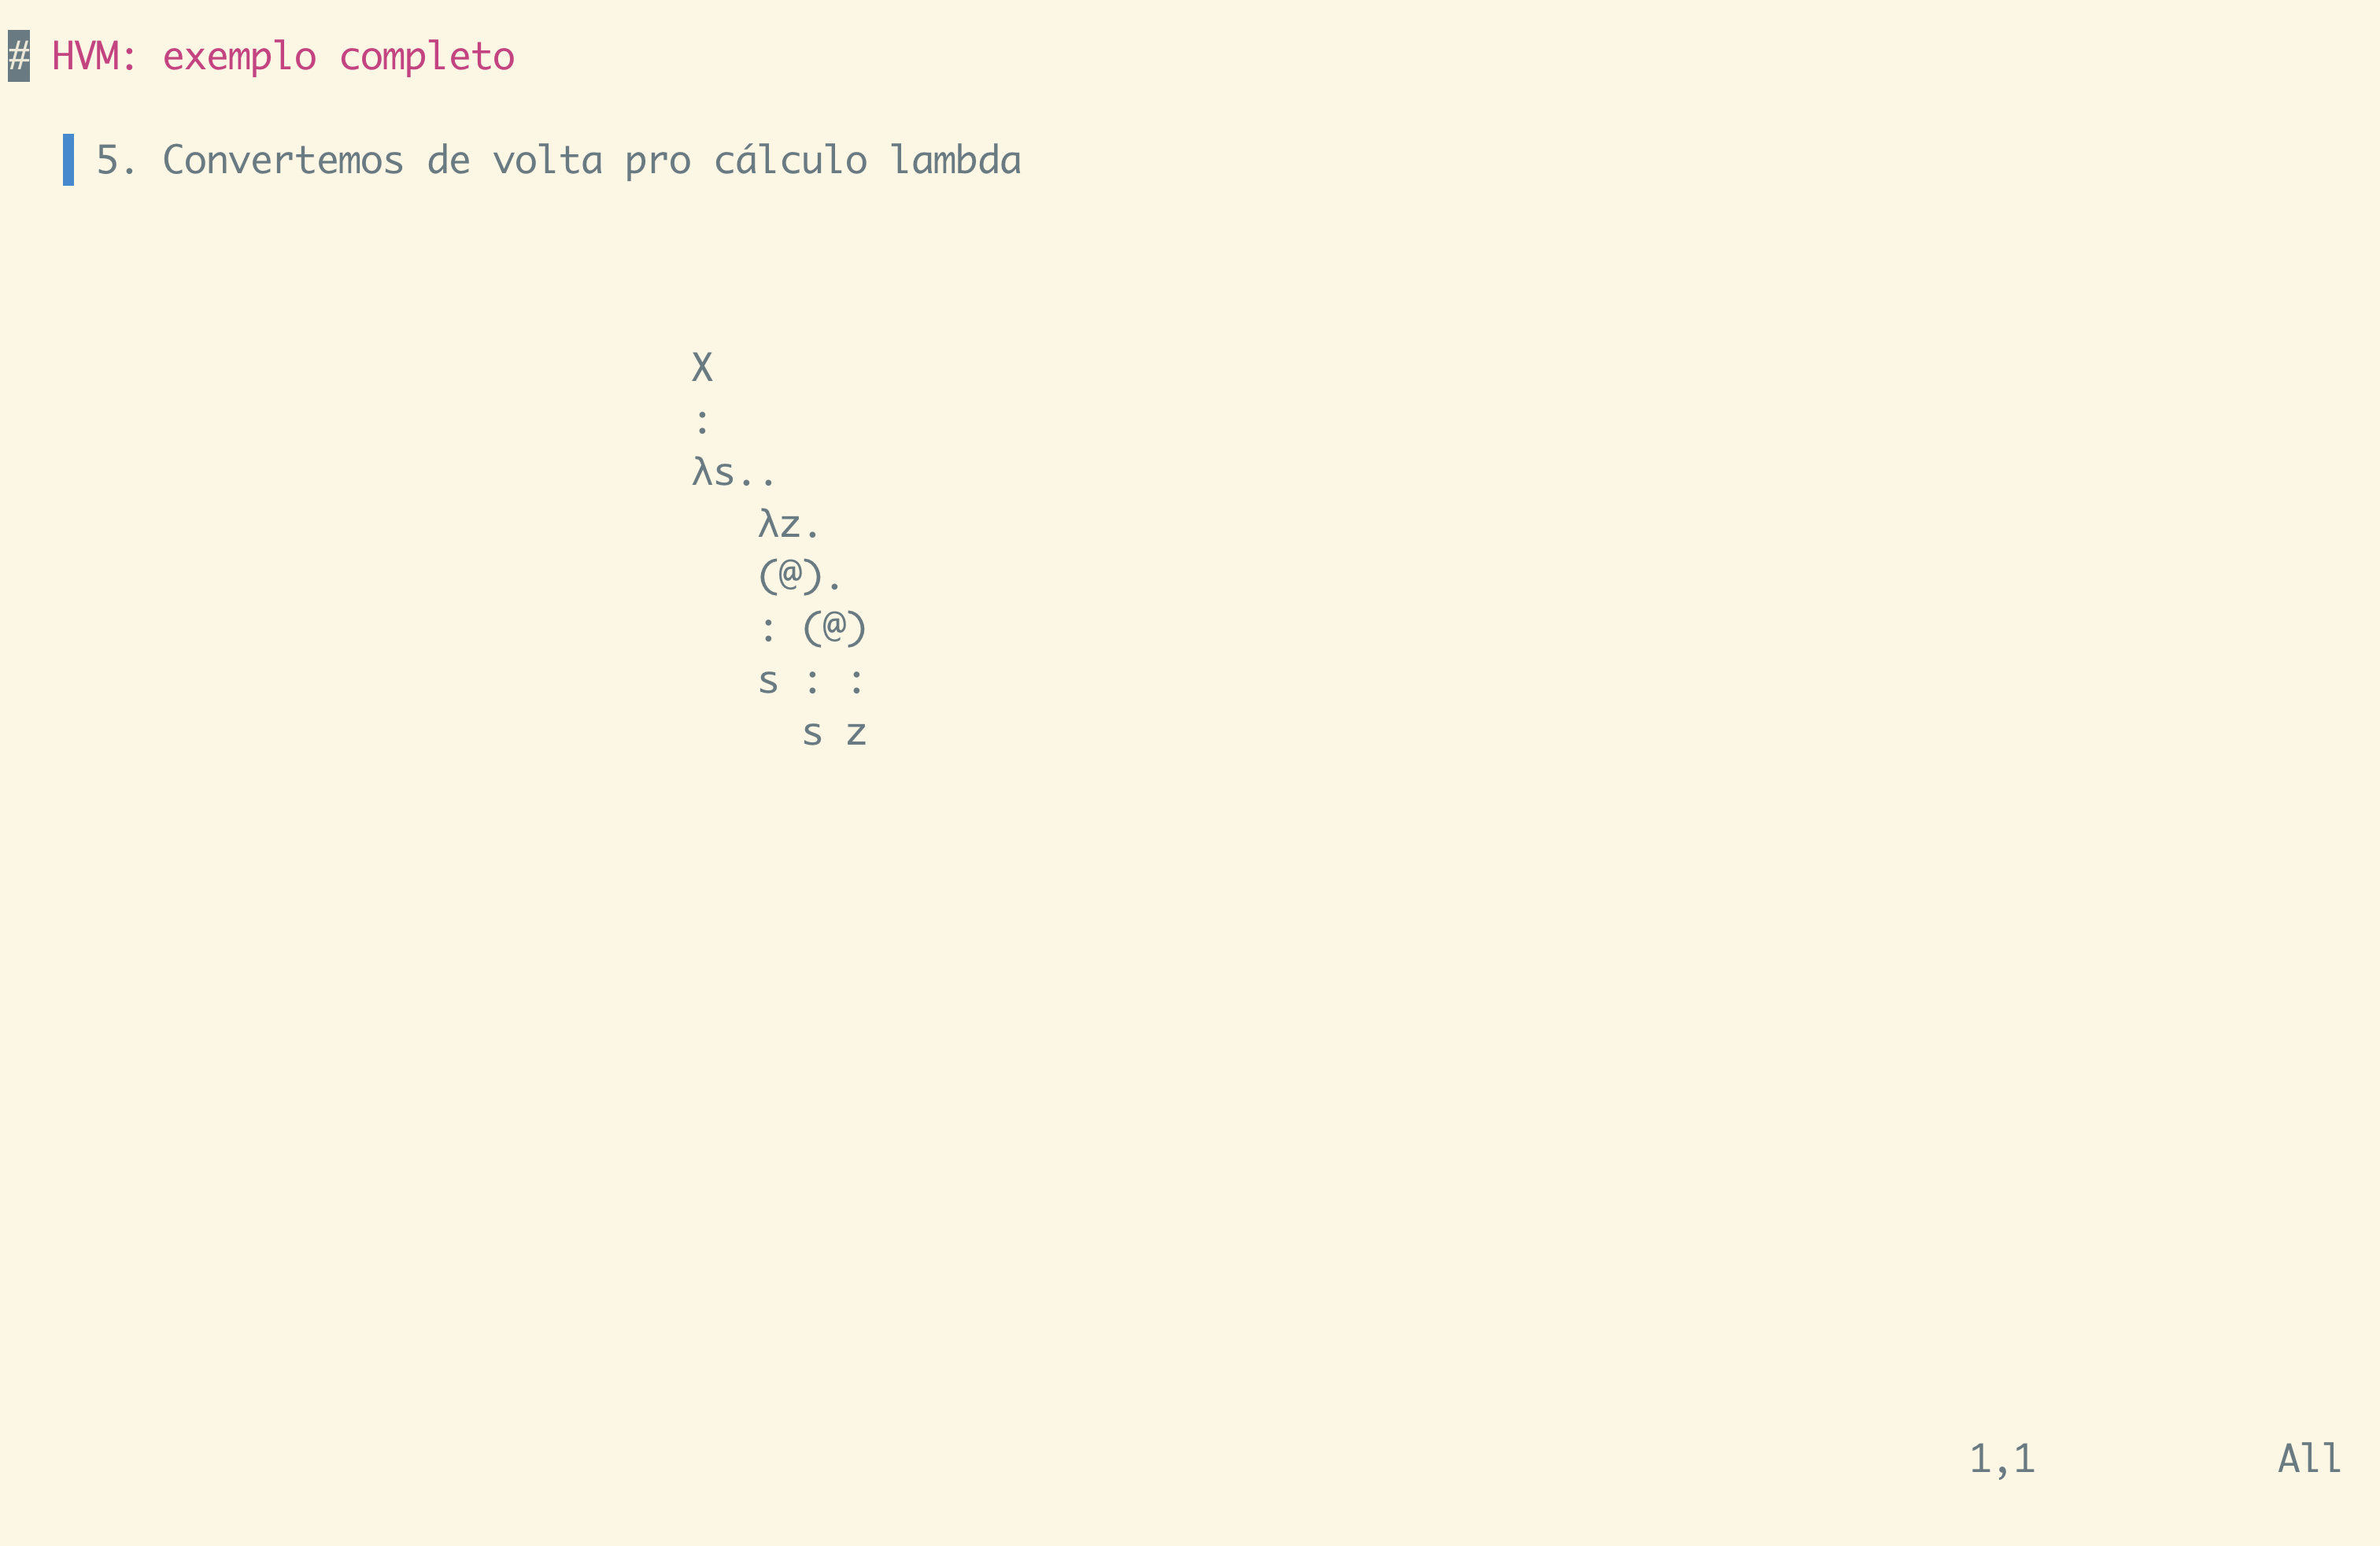 # HVM: exemplo completo
5. Convertemos de volta pro cálculo lambda
X
:
λs..
λz.
(@).
: (@)
s : :
s z
1,1 All